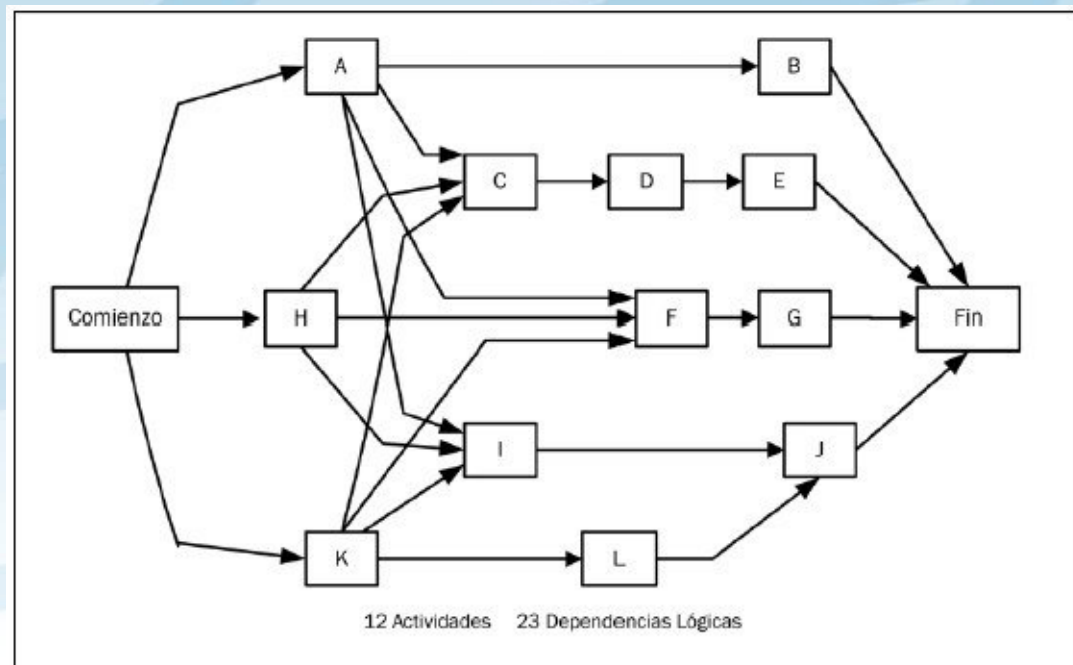 A
B
C
D
E
Comienzo
H
F
G
Fin
I
J
K
L
12 Actividades 23 Dependencias Lógicas